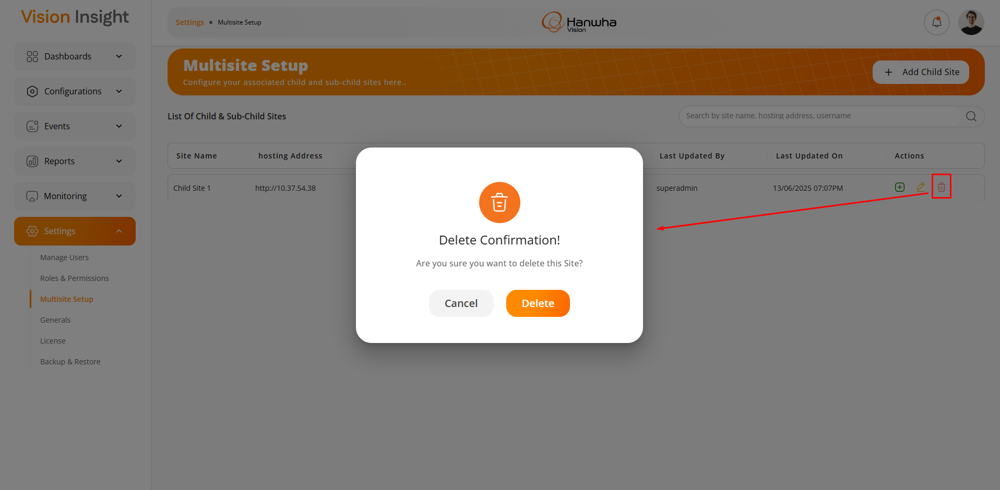 Vision Insight
Settings • Multisite Setup
Hanwha
Vision
Dashboards
Configurations
Events
Reports
Monitoring
Settings
Manage Users
Roles & Permissions
Multisite Setup
Generals
License
Backup & Restore
Multisite Setup
Configure your associated child and sub-child sites here..
+ Add Child Site
List Of Child & Sub-Child Sites
Search by site name, hosting address, username
Site Name hosting Address Last Updated By Last Updated On Actions
Child Site 1 http://10.37.54.38 superadmin 13/06/2025 07:07PM
Delete Confirmation!
Are you sure you want to delete this Site?
Cancel Delete